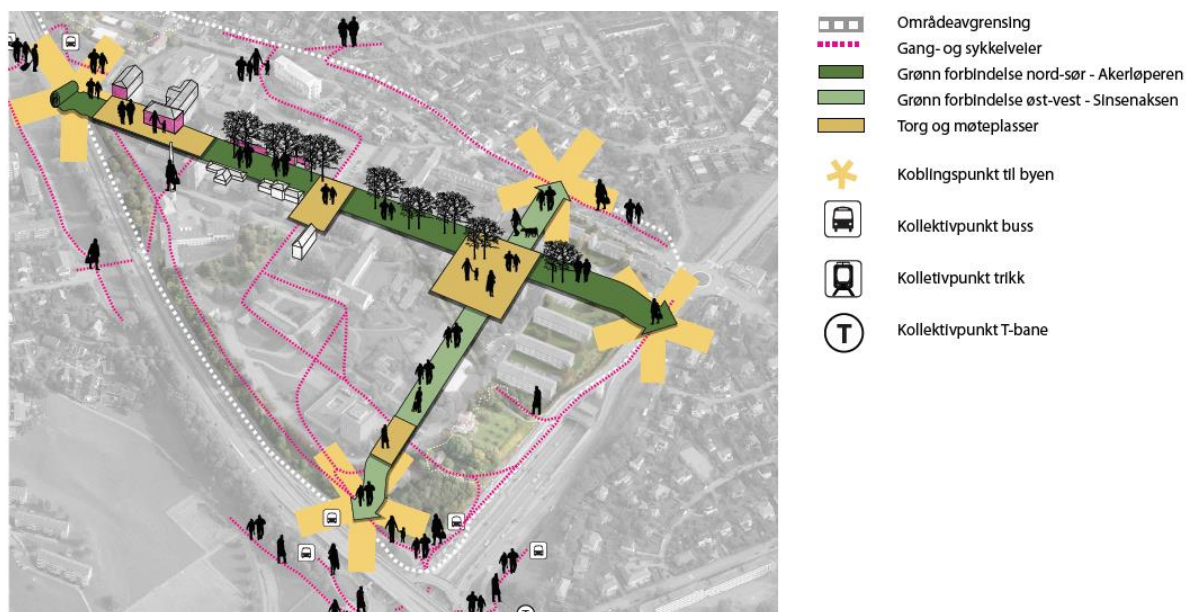 Områdeavgrensing
Gang- og sykkelveier
Grønn forbindelse nord-sør - Akerløperen
Grønn forbindelse øst-vest - Sinsenaksen
Torg og møteplasser
Koblingspunkt til byen
Kollektivpunkt buss
Kolletivpunkt trikk
T
Kollektivpunkt T-bane
T